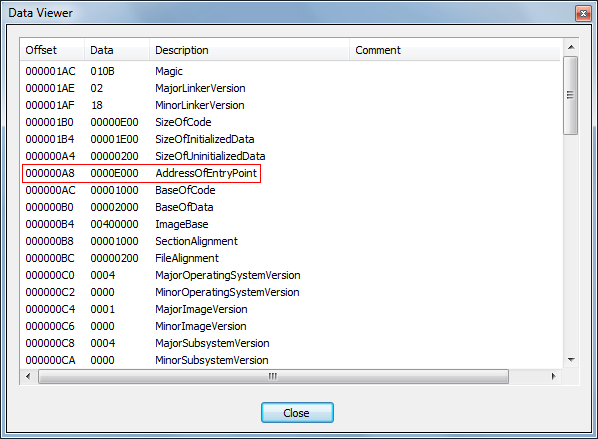 Data Viewer
Offset Data Description Comment
000001AC 010B Magic
000001AE 02 MajorLinkerVersion
000001AF 18 MinorLinkerVersion
000001B0 00000E00 SizeOfCode
000001B4 00001E00 SizeOfInitializedData
000000A4 00000200 SizeOfUninitializedData
000000A8 0000E000 AddressOfEntryPoint
000000AC 00001000 BaseOfCode
000000B0 00002000 BaseOfData
000000B4 00400000 ImageBase
000000B8 00001000 SectionAlignment
000000BC 00000200 FileAlignment
000000C0 0004 MajorOperatingSystemVersion
000000C2 0000 MinorOperatingSystemVersion
000000C4 0001 MajorImageVersion
000000C6 0000 MinorImageVersion
000000C8 0004 MajorSubsystemVersion
000000CA 0000 MinorSubsystemVersion
Close